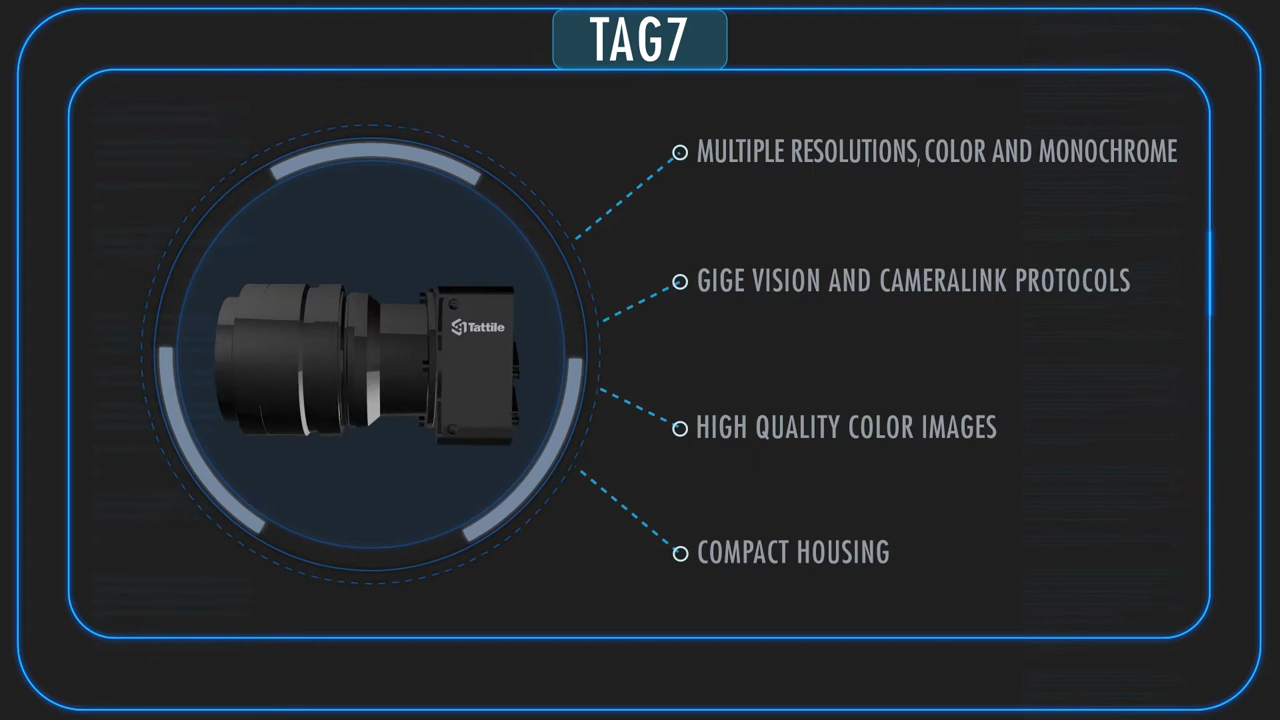 TAG7
MULTIPLE RESOLUTIONS, COLOR AND MONOCHROME
GIGE VISION AND CAMERALINK PROTOCOLS
Tattile
HIGH QUALITY COLOR IMAGES
COMPACT HOUSING